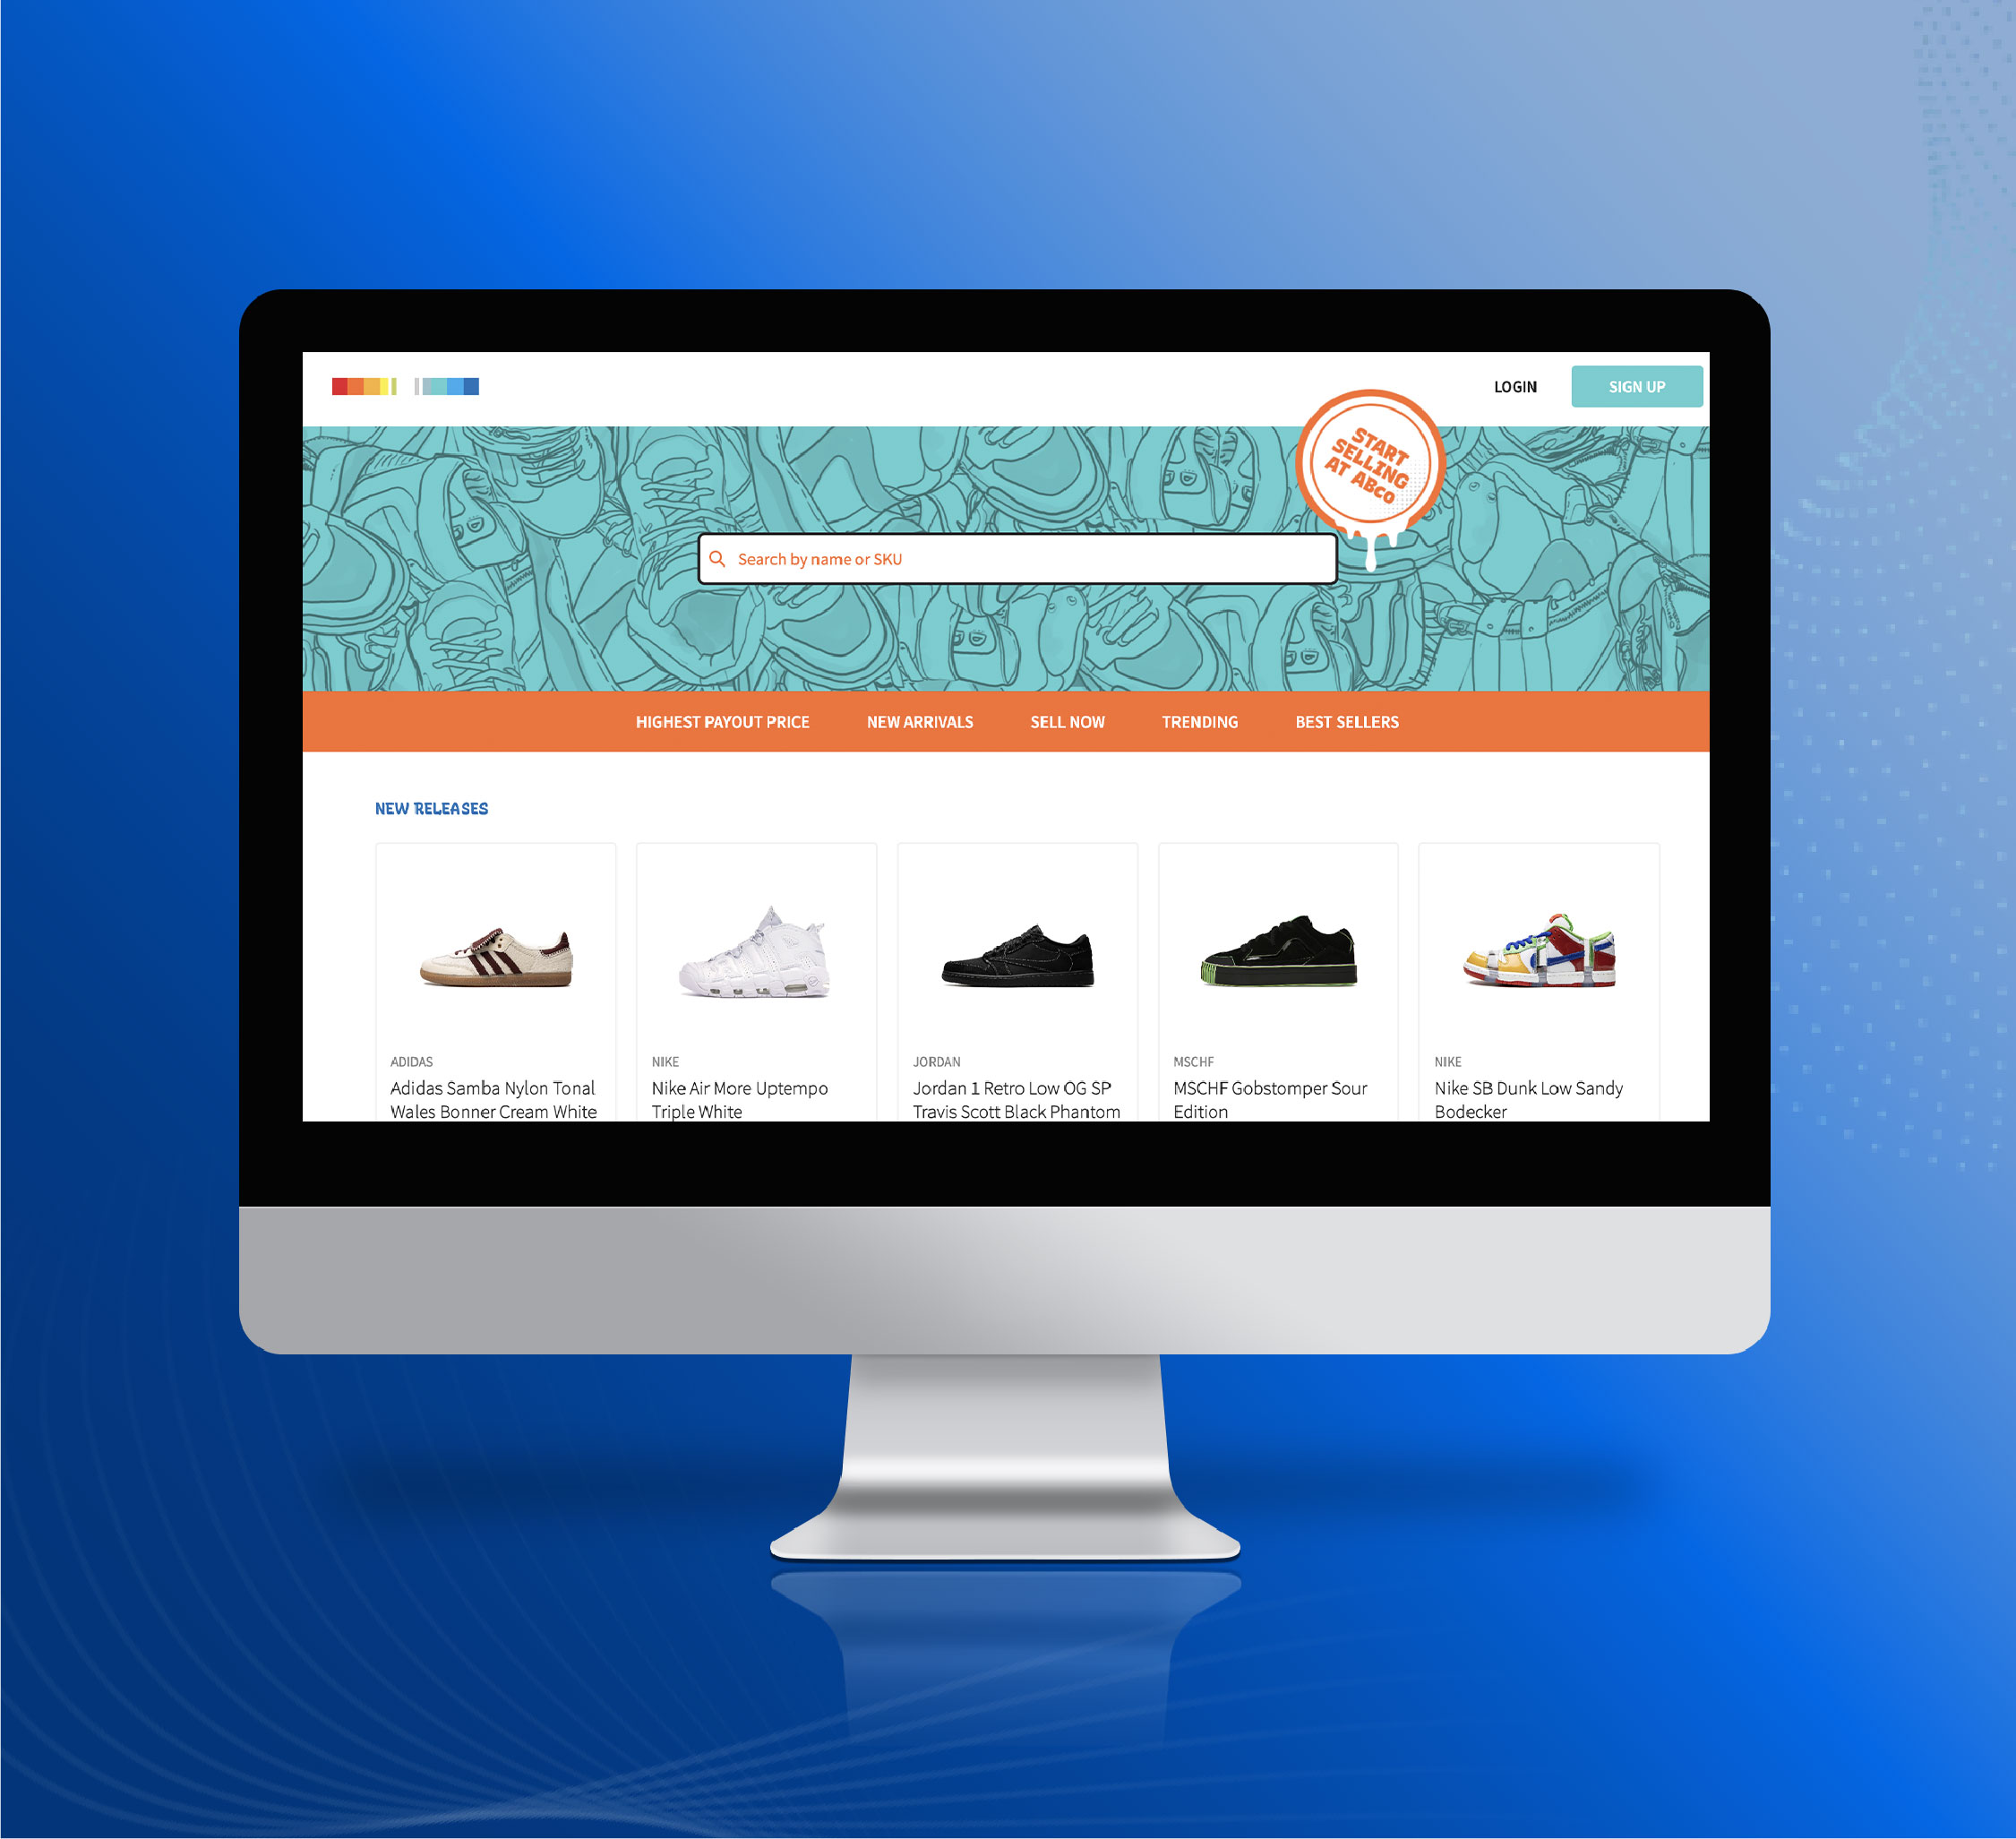 LOGIN
SIGN UP
START
SELLING
AT ABco
Search by name or SKU
HIGHEST PAYOUT PRICE
NEW ARRIVALS
SELL NOW
TRENDING
BEST SELLERS
NEW RELEASES
ADIDAS
Adidas Samba Nylon Tonal
Wales Bonner Cream White
NIKE
Nike Air More Uptempo
Triple White
JORDAN
Jordan 1 Retro Low OG SP
Travis Scott Black Phantom
MSCHF
MSCHF Gobstomper Sour
Edition
NIKE
Nike SB Dunk Low Sandy
Bodecker